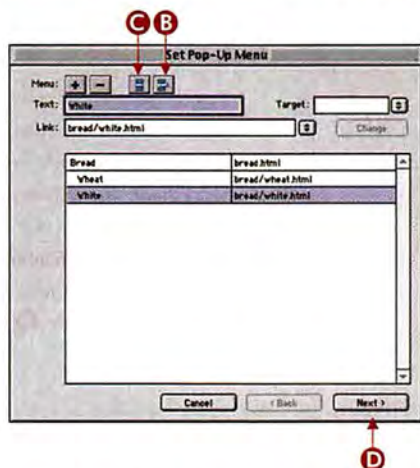 C B
Set Pop-Up Menu
Menu: + −
Text: White Target:
Link: bread/white.html Change
Bread bread.html
Wheat bread/wheat.html
White bread/white.html
Cancel < Back Next >
D